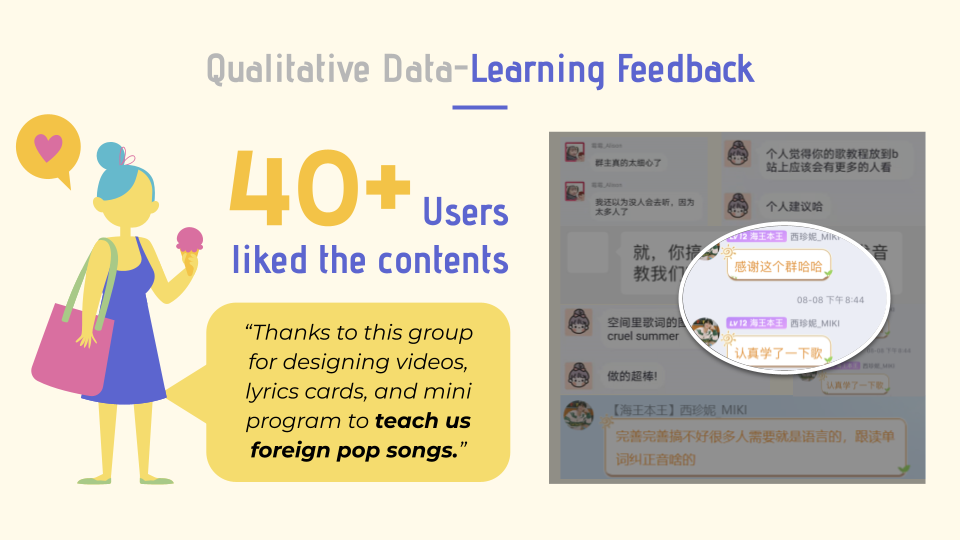 Qualitative Data-Learning Feedback
40+ Users
liked the contents
“Thanks to this group
for designing videos,
lyrics cards, and mini
program to teach us
foreign pop songs.”
群主真的太细心了
我还以为没人会去听，因为
太多人了
个人觉得你的歌教程放到b
站上应该会有更多的人看
个人建议哈
就，你搞
音
教我们
LV12 海王本王 西珍妮_MIKI
感谢这个群哈哈
08-08 下午8:44
LV12 海王本王 西珍妮_MIKI
认真学了一下歌
空间里歌词的
cruel summer
做的超棒!
认真学了一下歌
【海王本王】西珍妮 MIKI
完善完善搞不好很多人需要就是语言的，跟读单
词纠正音啥的